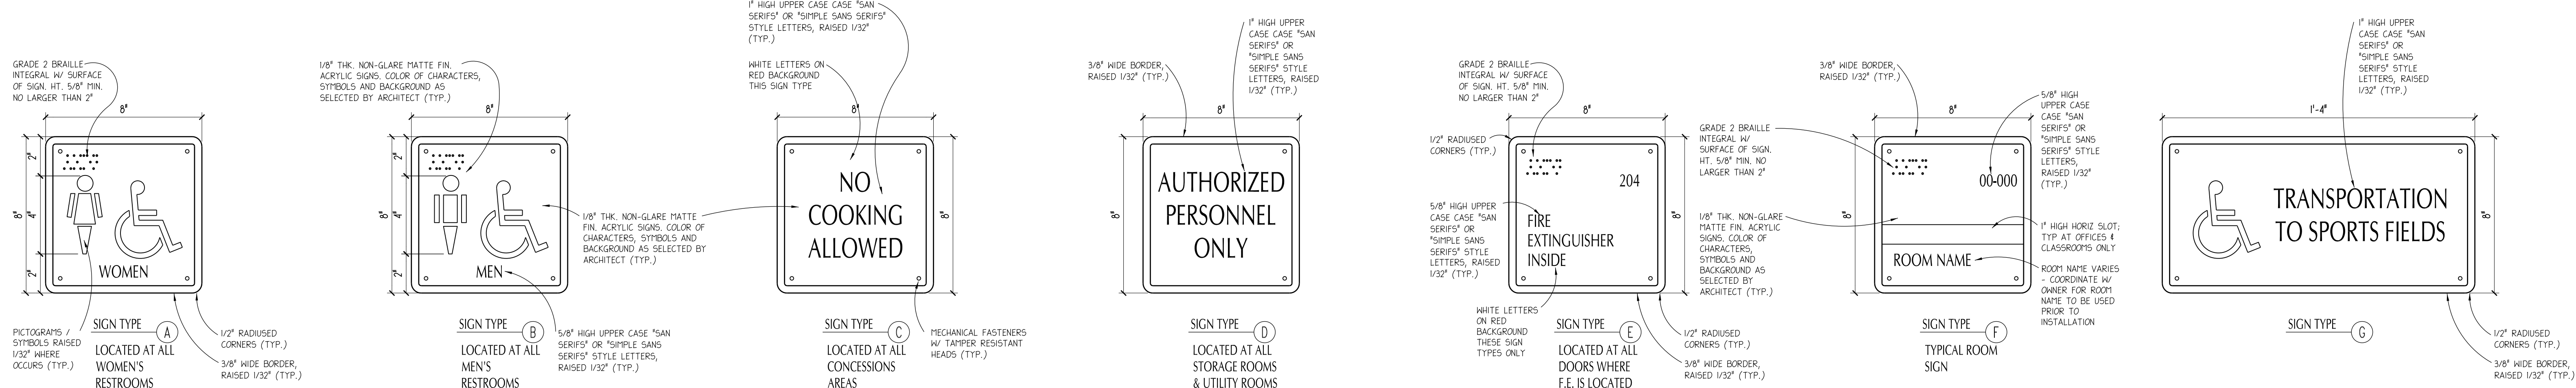 GRADE 2 BRAILLE
INTEGRAL W/ SURFACE
OF SIGN. HT. 5/8" MIN.
NO LARGER THAN 2"
8"
2"
4"
8"
2"
WOMEN
PICTOGRAMS /
SYMBOLS RAISED
1/32" WHERE
OCCURS (TYP.)
SIGN TYPE A
LOCATED AT ALL
WOMEN'S
RESTROOMS
1/2" RADIUSED
CORNERS (TYP.)
3/8" WIDE BORDER,
RAISED 1/32" (TYP.)
1/8" THK. NON-GLARE MATTE FIN.
ACRYLIC SIGNS. COLOR OF CHARACTERS,
SYMBOLS AND BACKGROUND AS
SELECTED BY ARCHITECT (TYP.)
8"
2"
4"
8"
2"
MEN
SIGN TYPE B
LOCATED AT ALL
MEN'S
RESTROOMS
5/8" HIGH UPPER CASE "SAN
SERIFS" OR "SIMPLE SANS
SERIFS" STYLE LETTERS,
RAISED 1/32" (TYP.)
1/8" THK. NON-GLARE MATTE
FIN. ACRYLIC SIGNS. COLOR OF
CHARACTERS, SYMBOLS AND
BACKGROUND AS SELECTED BY
ARCHITECT (TYP.)
1" HIGH UPPER CASE CASE "SAN
SERIFS" OR "SIMPLE SANS SERIFS"
STYLE LETTERS, RAISED 1/32"
(TYP.)
WHITE LETTERS ON
RED BACKGROUND
THIS SIGN TYPE
8"
8"
NO
COOKING
ALLOWED
SIGN TYPE C
LOCATED AT ALL
CONCESSIONS
AREAS
MECHANICAL FASTENERS
W/ TAMPER RESISTANT
HEADS (TYP.)
3/8" WIDE BORDER,
RAISED 1/32" (TYP.)
1" HIGH UPPER
CASE CASE "SAN
SERIFS" OR
"SIMPLE SANS
SERIFS" STYLE
LETTERS, RAISED
1/32" (TYP.)
8"
8"
AUTHORIZED
PERSONNEL
ONLY
SIGN TYPE D
LOCATED AT ALL
STORAGE ROOMS
& UTILITY ROOMS
GRADE 2 BRAILLE
INTEGRAL W/ SURFACE
OF SIGN. HT. 5/8" MIN.
NO LARGER THAN 2"
1/2" RADIUSED
CORNERS (TYP.)
8"
8"
204
5/8" HIGH UPPER
CASE CASE "SAN
SERIFS" OR
"SIMPLE SANS
SERIFS" STYLE
LETTERS, RAISED
1/32" (TYP.)
FIRE
EXTINGUISHER
INSIDE
WHITE LETTERS
ON RED
BACKGROUND
THESE SIGN
TYPES ONLY
SIGN TYPE E
LOCATED AT ALL
DOORS WHERE
F.E. IS LOCATED
1/2" RADIUSED
CORNERS (TYP.)
3/8" WIDE BORDER,
RAISED 1/32" (TYP.)
3/8" WIDE BORDER,
RAISED 1/32" (TYP.)
GRADE 2 BRAILLE
INTEGRAL W/
SURFACE OF SIGN.
HT. 5/8" MIN. NO
LARGER THAN 2"
1/8" THK. NON-GLARE
MATTE FIN. ACRYLIC
SIGNS. COLOR OF
CHARACTERS,
SYMBOLS AND
BACKGROUND AS
SELECTED BY
ARCHITECT (TYP.)
8"
8"
00-000
ROOM NAME
5/8" HIGH
UPPER CASE
CASE "SAN
SERIFS" OR
"SIMPLE SANS
SERIFS" STYLE
LETTERS,
RAISED 1/32"
(TYP.)
1" HIGH HORIZ SLOT;
TYP AT OFFICES &
CLASSROOMS ONLY
ROOM NAME VARIES
- COORDINATE W/
OWNER FOR ROOM
NAME TO BE USED
PRIOR TO
INSTALLATION
SIGN TYPE F
TYPICAL ROOM
SIGN
1" HIGH UPPER
CASE CASE "SAN
SERIFS" OR
"SIMPLE SANS
SERIFS" STYLE
LETTERS, RAISED
1/32" (TYP.)
1'-4"
8"
TRANSPORTATION
TO SPORTS FIELDS
SIGN TYPE G
1/2" RADIUSED
CORNERS (TYP.)
3/8" WIDE BORDER,
RAISED 1/32" (TYP.)